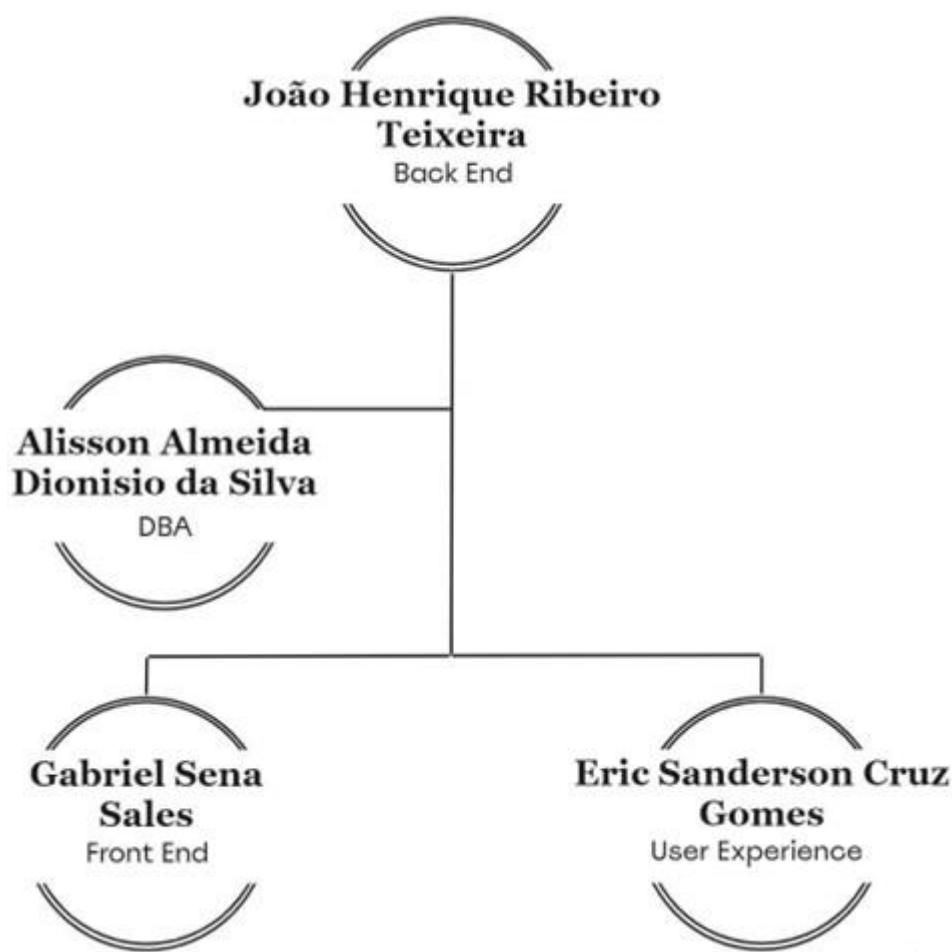 João Henrique Ribeiro
Teixeira
Back End
Alisson Almeida
Dionisio da Silva
DBA
Gabriel Sena
Sales
Front End
Eric Sanderson Cruz
Gomes
User Experience